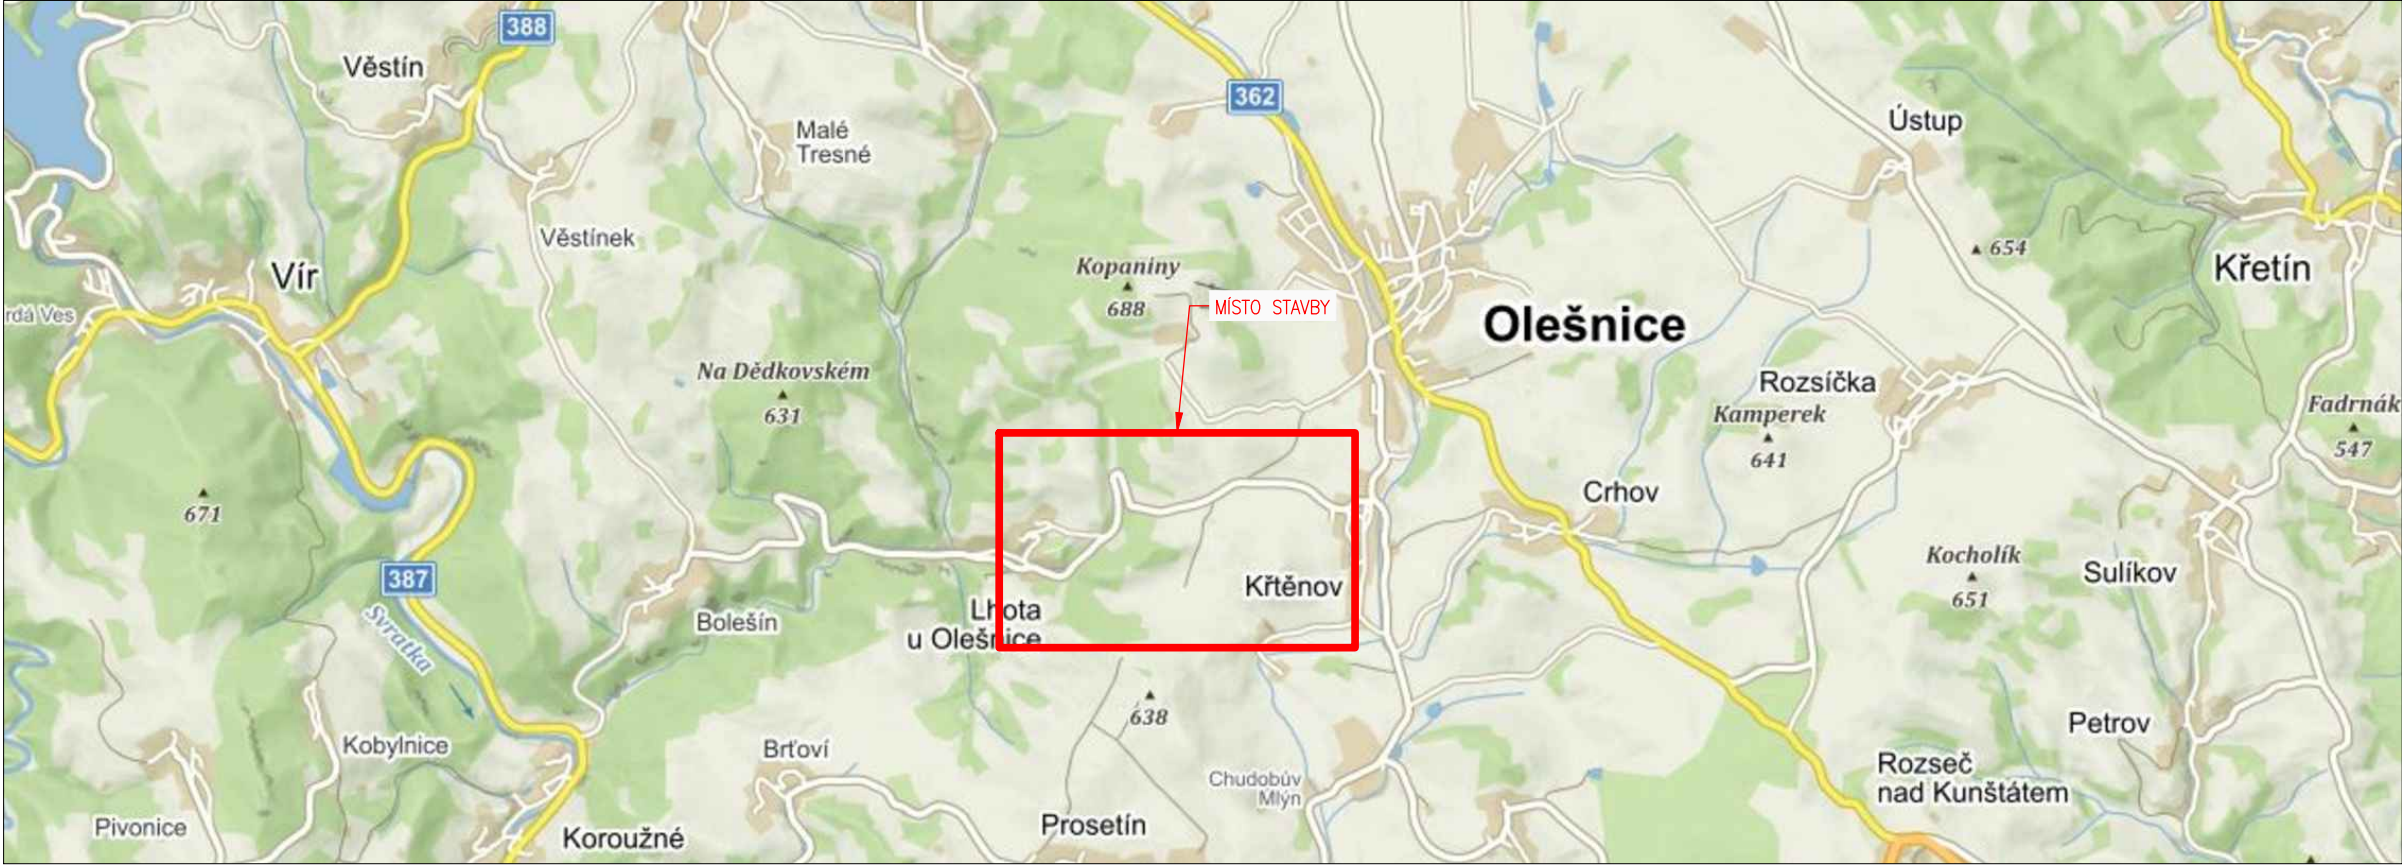 388
Věstín
362
Ústup
Malé
Tresné
Věstínek
654
Vír
Kopaniny
688
Křetín
rdá Ves
MÍSTO STAVBY
Olešnice
Na Dědkovském
631
Rozsíčka
Kamperek
641
Fadrnák
547
671
Crhov
387
Svratka
Bolešín
Lhota
u Olešnice
Křtěnov
Kocholík
651
Sulíkov
638
Petrov
Kobylnice
Brťoví
Chudobův
Mlýn
Rozseč
nad Kunštátem
Pivonice
Koroužné
Prosetín